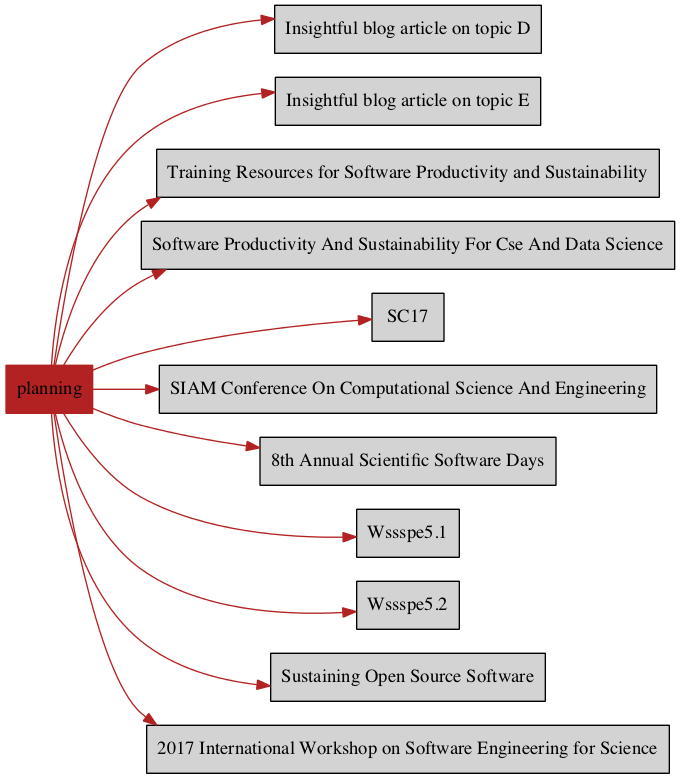 Insightful blog article on topic D
Insightful blog article on topic E
Training Resources for Software Productivity and Sustainability
Software Productivity And Sustainability For Cse And Data Science
SC17
planning
SIAM Conference On Computational Science And Engineering
8th Annual Scientific Software Days
Wssspe5.1
Wssspe5.2
Sustaining Open Source Software
2017 International Workshop on Software Engineering for Science